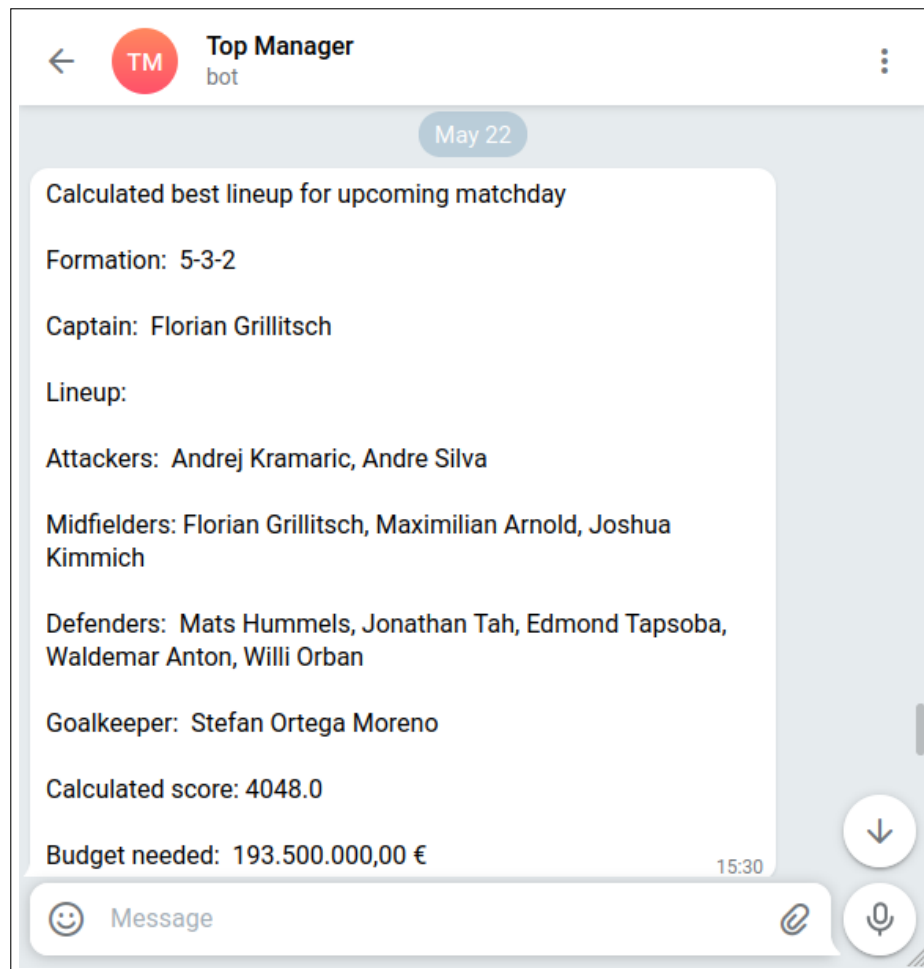 TM
Top Manager
bot
May 22
Calculated best lineup for upcoming matchday
Formation:  5-3-2
Captain:  Florian Grillitsch
Lineup:
Attackers:  Andrej Kramaric, Andre Silva
Midfielders: Florian Grillitsch, Maximilian Arnold, Joshua
Kimmich
Defenders:  Mats Hummels, Jonathan Tah, Edmond Tapsoba,
Waldemar Anton, Willi Orban
Goalkeeper:  Stefan Ortega Moreno
Calculated score: 4048.0
Budget needed:  193.500.000,00 €
15:30
Message